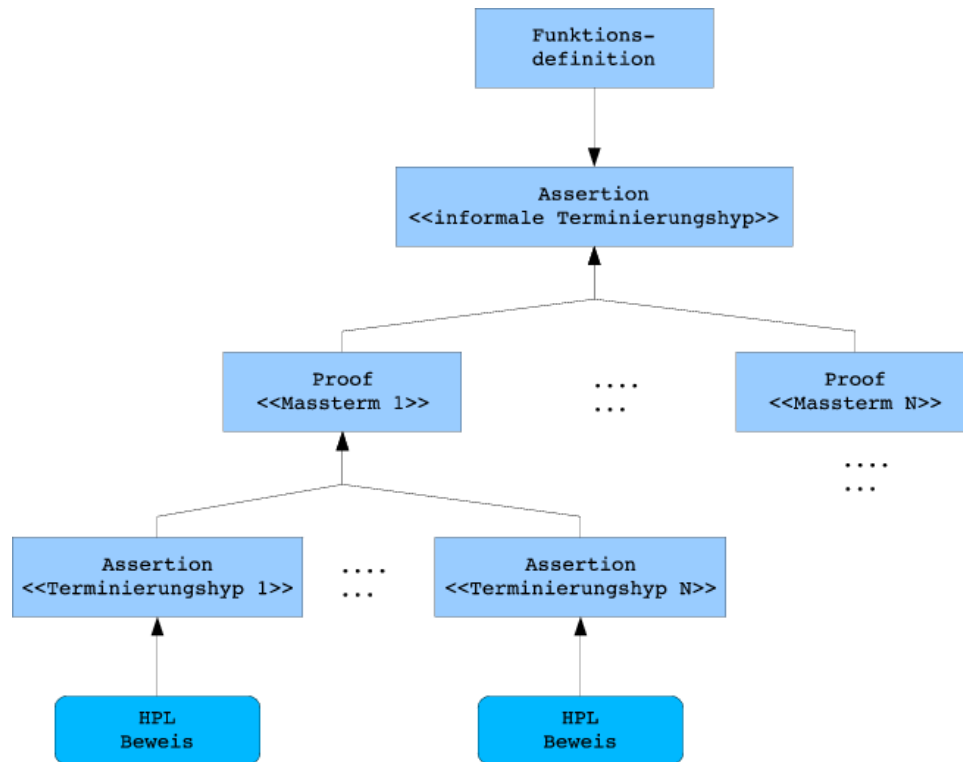 Funktions-
definition
Assertion
<<informale Terminierungshyp>>
Proof
<<Massterm 1>>
....
...
Proof
<<Massterm N>>
....
...
Assertion
<<Terminierungshyp 1>>
....
...
Assertion
<<Terminierungshyp N>>
HPL
Beweis
HPL
Beweis